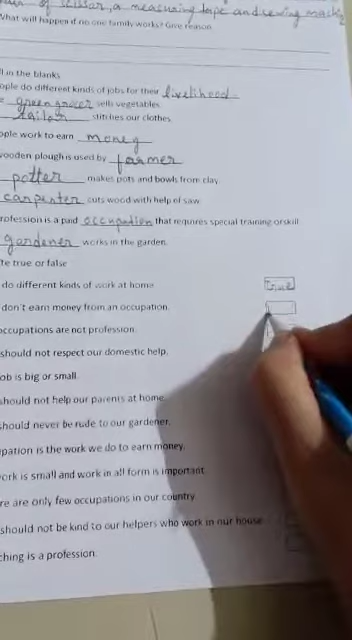 of scissor, a measuring tape and sewing machi
What will happen if no one family works? Give reason.
l in the blanks
ople do different kinds of jobs for their livelihood
green grocer sells vegetables.
tailor stitches our clothes
ople work to earn money
wooden plough is used by farmer
potter makes pots and bowls from clay.
carpenter cuts wood with help of saw.
rofession is a paid occupation that requires special training or skill.
gardener works in the garden.
te true or false
do different kinds of work at home. true
don't earn money from an occupation.
occupations are not profession.
should not respect our domestic help.
ob is big or small.
should not help our parents at home.
should never be rude to our gardener.
pation is the work we do to earn money.
ork is small and work in all form is important.
re are only few occupations in our country.
should not be kind to our helpers who work in our house.
ching is a profession.